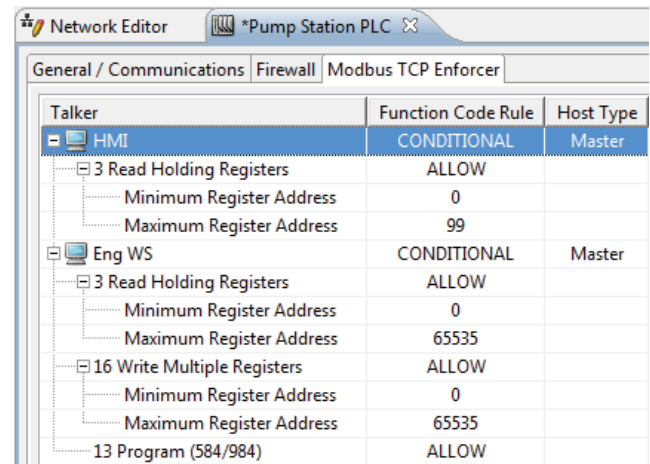 Network Editor *Pump Station PLC
General / Communications Firewall Modbus TCP Enforcer
Talker Function Code Rule Host Type
HMI CONDITIONAL Master
3 Read Holding Registers ALLOW
Minimum Register Address 0
Maximum Register Address 99
Eng WS CONDITIONAL Master
3 Read Holding Registers ALLOW
Minimum Register Address 0
Maximum Register Address 65535
16 Write Multiple Registers ALLOW
Minimum Register Address 0
Maximum Register Address 65535
13 Program (584/984) ALLOW